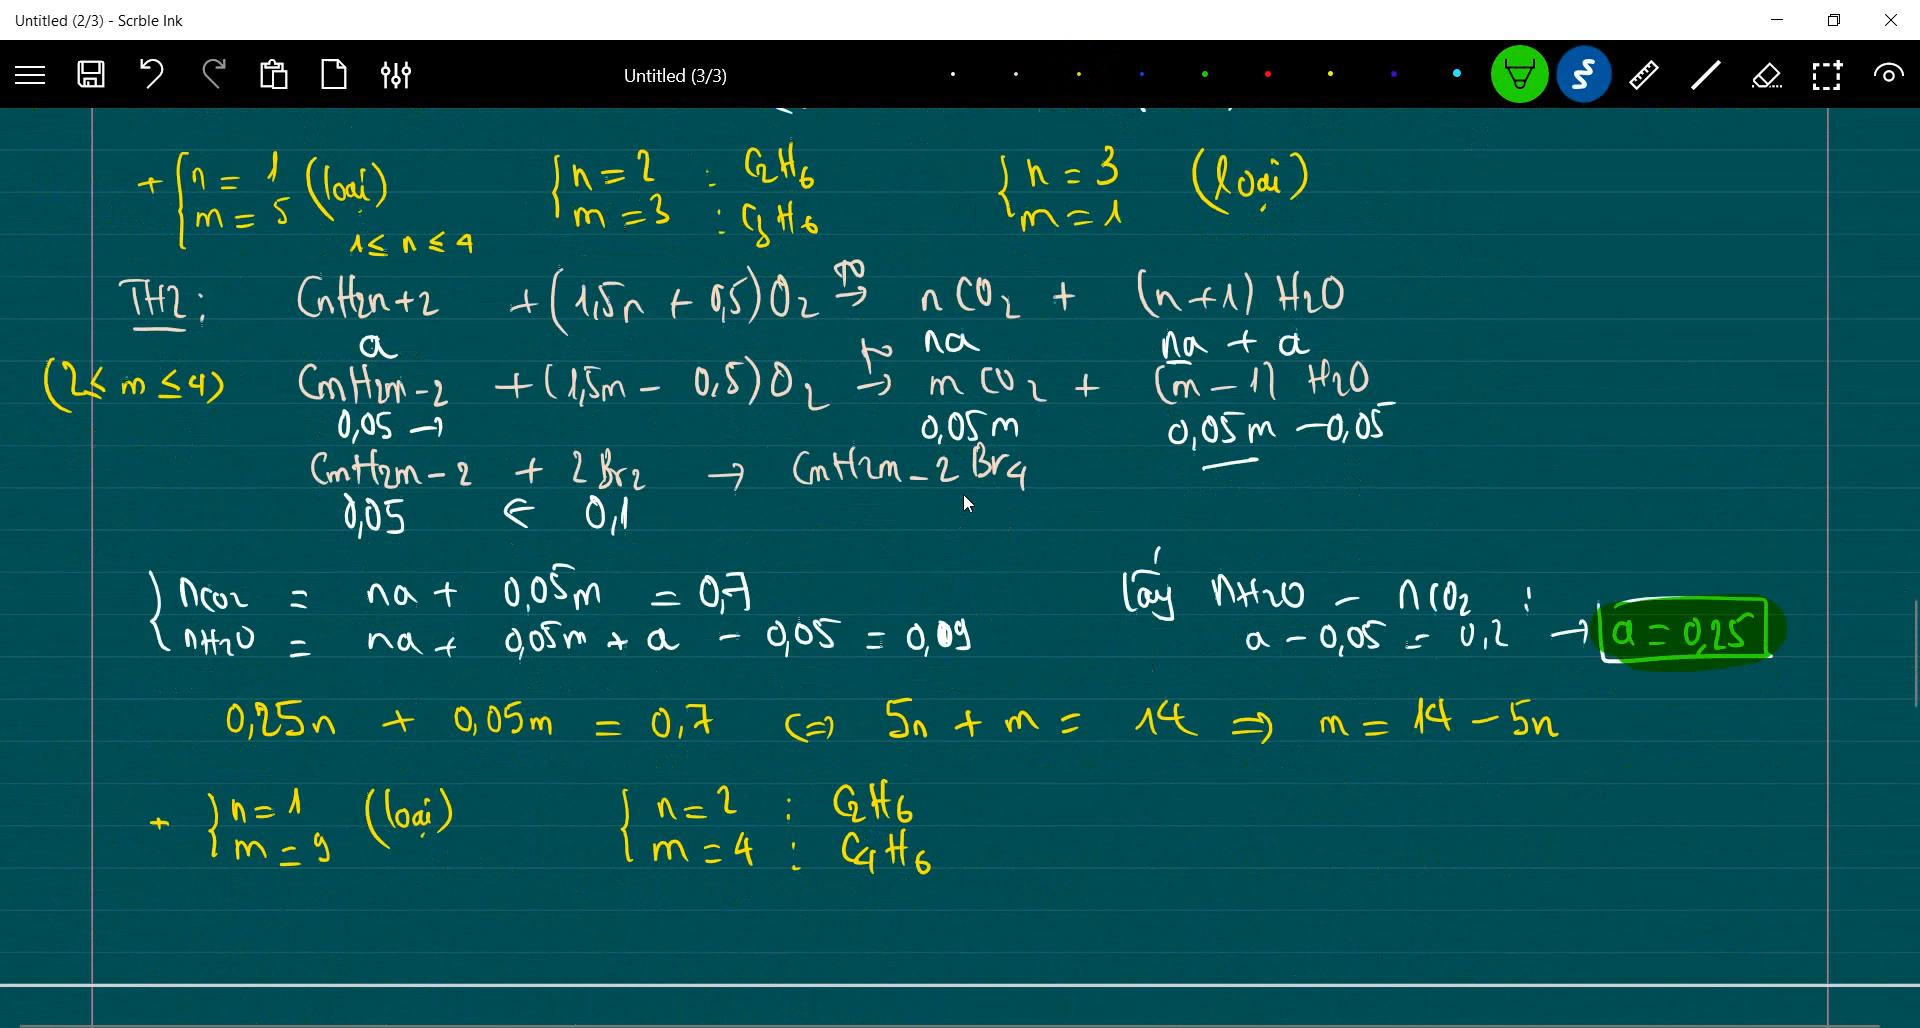 Untitled (2/3) - Scrble Ink
Untitled (3/3)
+ { n = 1 (loại) { n = 2 : C2H6 { n = 3 (loại)
m = 5 m = 3 : C3H6 m = 1
1 ≤ n ≤ 4
TH2: CnH2n+2 + (1,5n + 0,5)O2 →t° nCO2 + (n+1) H2O
a na na + a
(2 ≤ m ≤ 4) CmH2m-2 + (1,5m - 0,5)O2 →t° mCO2 + (m-1) H2O
0,05 → 0,05m 0,05m - 0,05
CmH2m-2 + 2Br2 → CmH2m-2Br4
0,05 ← 0,1
{ nCO2 = na + 0,05m = 0,7 lấy nH2O - nCO2 :
nH2O = na + 0,05m + a - 0,05 = 0,09 a - 0,05 = 0,2 → a = 0,25
0,25n + 0,05m = 0,7 <=> 5n + m = 14 => m = 14 - 5n
+ { n = 1 (loại) { n = 2 : C2H6
m = 9 m = 4 : C4H6